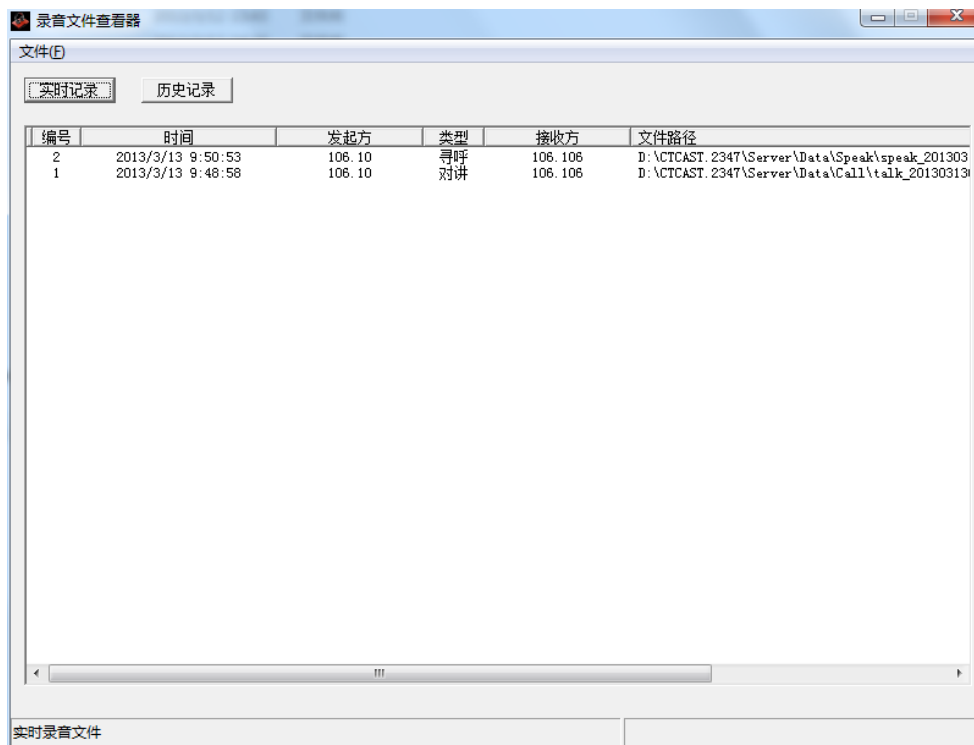 录音文件查看器
文件(F)
实时记录 历史记录
编号 时间 发起方 类型 接收方 文件路径
2 2013/3/13 9:50:53 106.10 寻呼 106.106 D:\CTCAST.2347\Server\Data\Speak\speak_201303
1 2013/3/13 9:48:58 106.10 对讲 106.106 D:\CTCAST.2347\Server\Data\Call\talk_20130313
实时录音文件